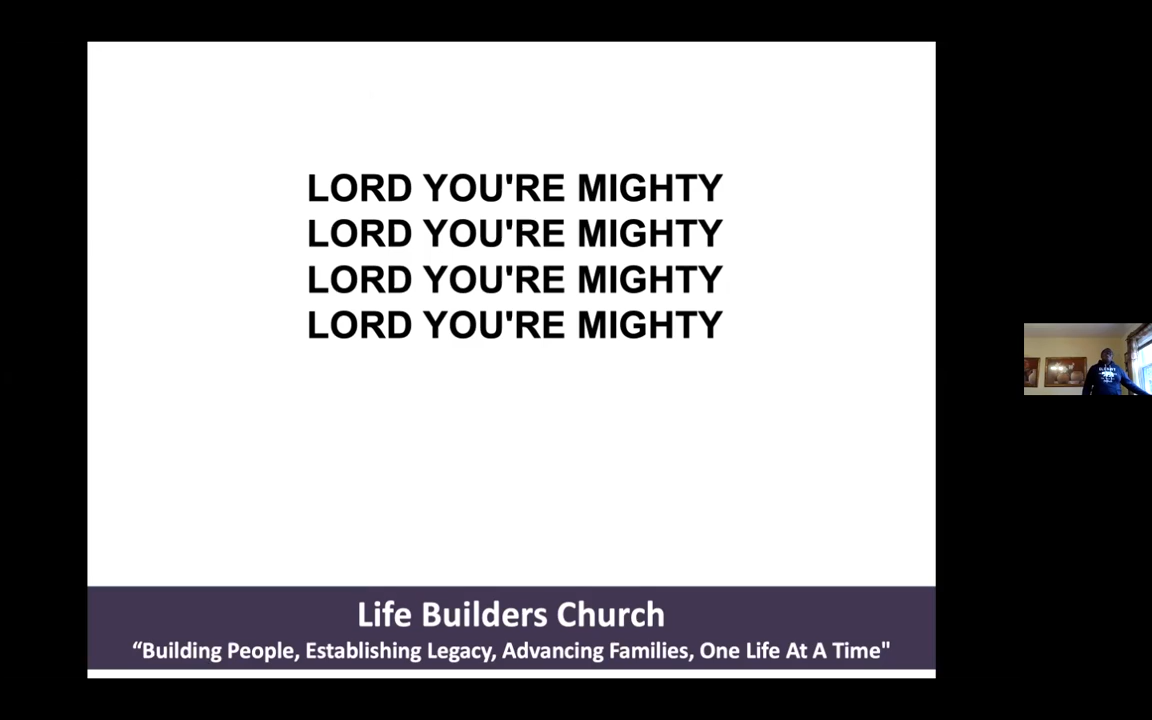 LORD YOU'RE MIGHTY
LORD YOU'RE MIGHTY
LORD YOU'RE MIGHTY
LORD YOU'RE MIGHTY
Life Builders Church
“Building People, Establishing Legacy, Advancing Families, One Life At A Time"